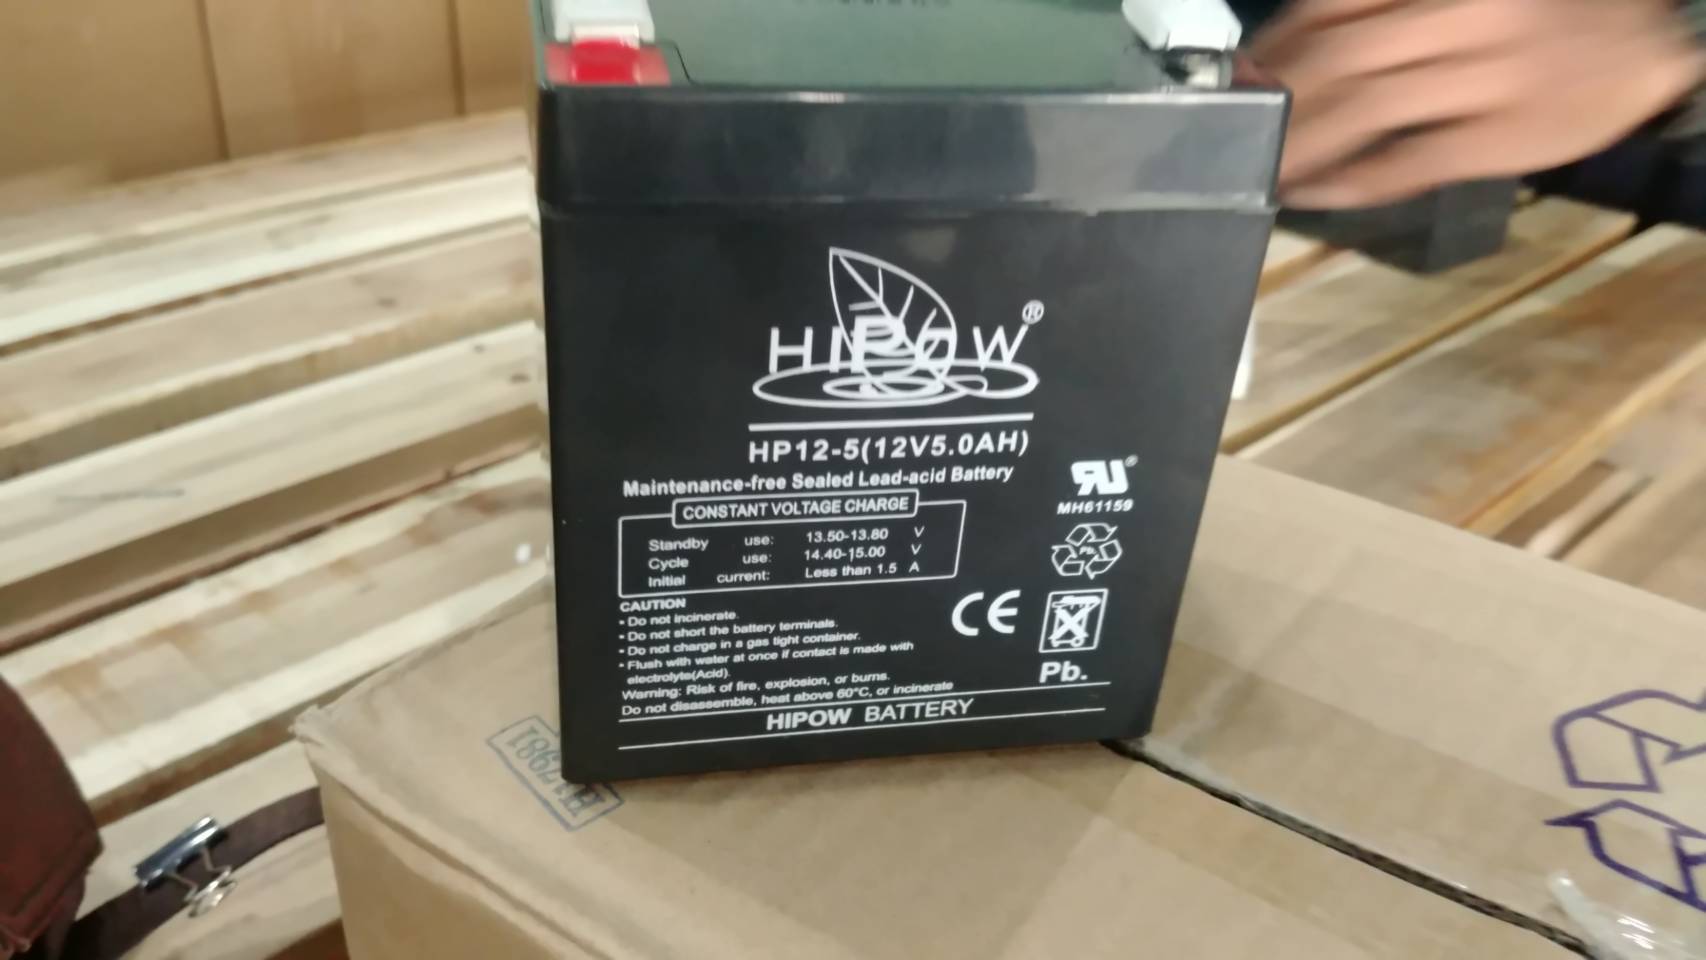 HIPOW®
HP12-5(12V5.0AH)
Maintenance-free Sealed Lead-acid Battery
CONSTANT VOLTAGE CHARGE
Standby use: 13.50-13.80 V
Cycle use: 14.40-15.00 V
Initial current: Less than 1.5 A
MH61159
CAUTION
• Do not incinerate.
• Do not short the battery terminals.
• Do not charge in a gas tight container.
• Flush with water at once if contact is made with
electrolyte(Acid).
Warning: Risk of fire, explosion, or burns.
Do not disassemble, heat above 60°C, or incinerate
CE
Pb.
HIPOW BATTERY